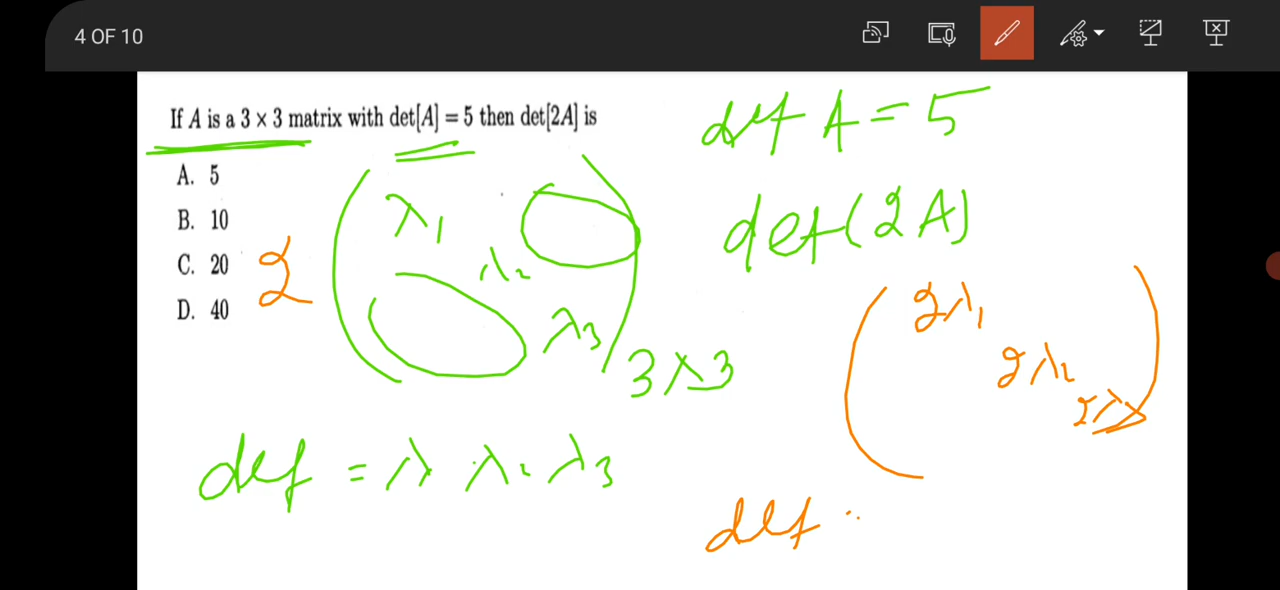 4 OF 10
If A is a 3 × 3 matrix with det[A] = 5 then det[2A] is
A. 5
B. 10
C. 20
D. 40
det A = 5
det(2A)
2
λ1
λ2
λ3
3×3
2λ1
2λ2
det = λ λ2 λ3
det